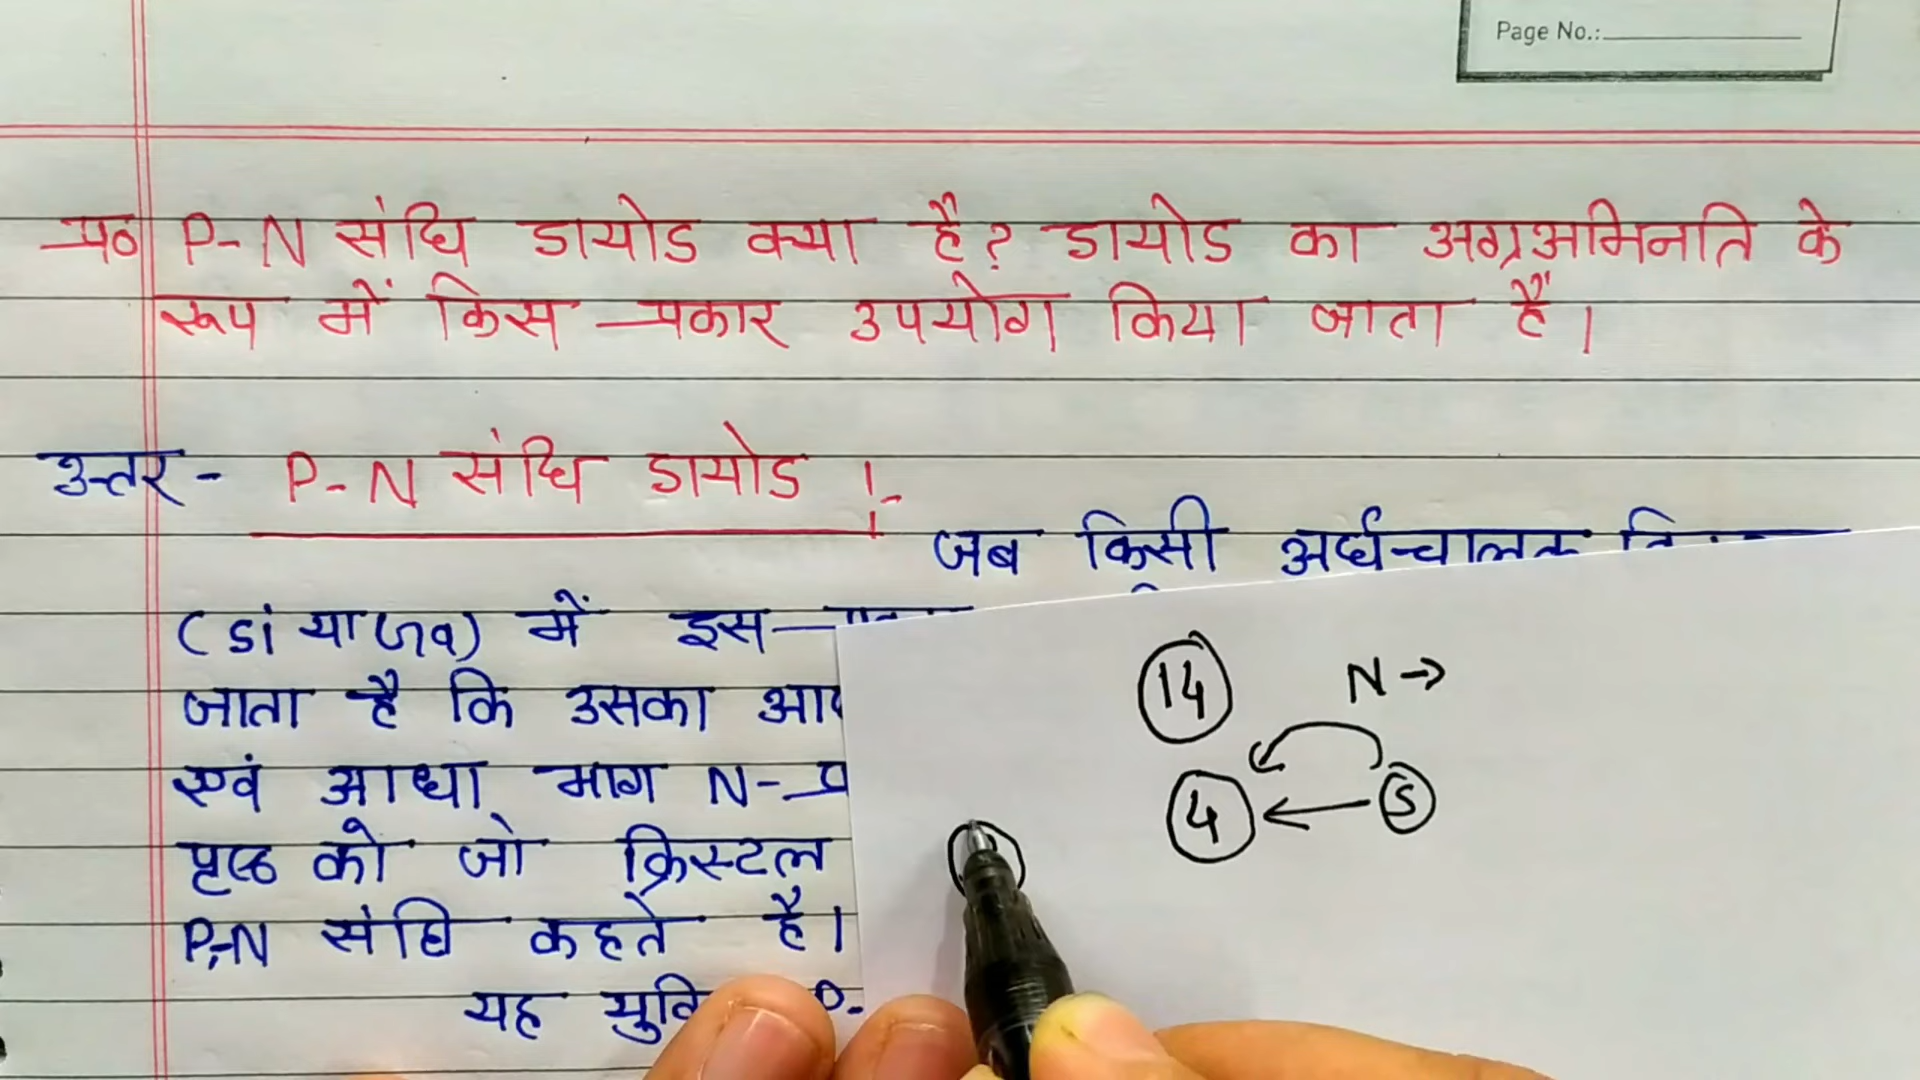 Page No.:
प्र० P-N संधि डायोड क्या है? डायोड का अग्रअभिनति के
रूप में किस प्रकार उपयोग किया जाता है।
उत्तर- P-N संधि डायोड :-
जब किसी अर्धचालक
(Si या Ga) में इस
जाता है कि उसका
एवं आधा भाग N-प्र
पृष्ठ को जो क्रिस्टल
P-N संधि कहते है।
यह P-
14 N→
4 ← 5